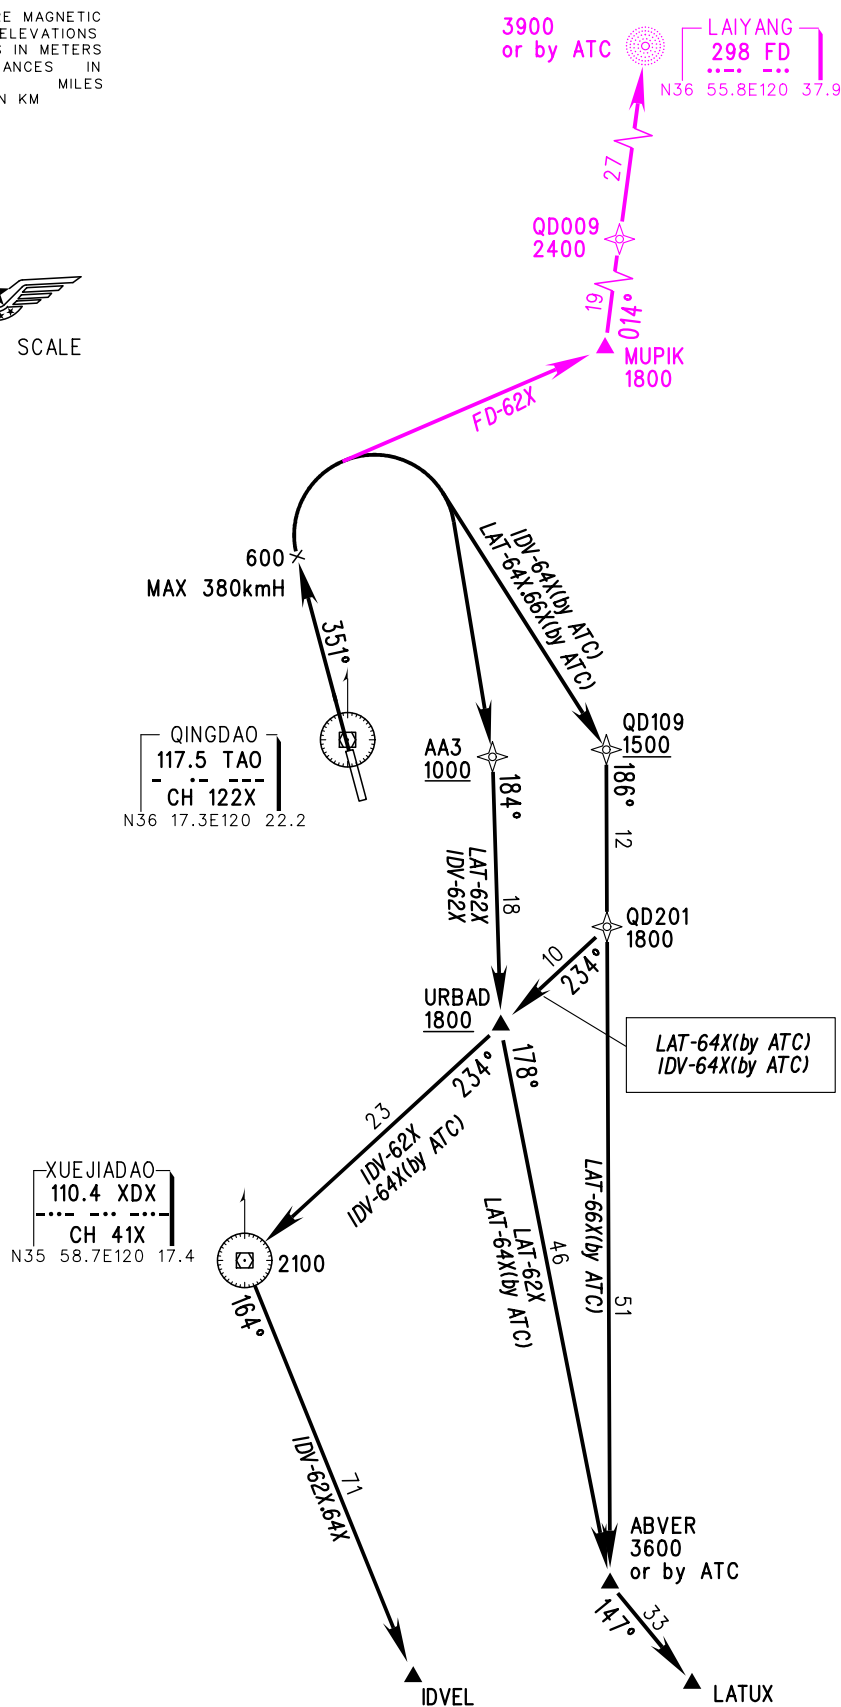 RE MAGNETIC
ELEVATIONS
S IN METERS
ANCES IN
MILES
N KM
SCALE
3900
or by ATC
LAIYANG
298 FD
N36 55.8E120 37.9
27
QD009
2400
19
014°
MUPIK
1800
FD-62X
600
MAX 380kmH
351°
IDV-64X(by ATC)
LAT-64X.66X(by ATC)
QINGDAO
117.5 TAO
CH 122X
N36 17.3E120 22.2
AA3
1000
184°
QD109
1500
186°
12
LAT-62X
IDV-62X
18
QD201
1800
10
234°
URBAD
1800
LAT-64X(by ATC)
IDV-64X(by ATC)
234°
178°
23
IDV-62X
IDV-64X(by ATC)
XUEJIADAO
110.4 XDX
CH 41X
N35 58.7E120 17.4
2100
164°
LAT-62X
LAT-64X(by ATC)
46
LAT-66X(by ATC)
51
IDV-62X.64X
71
ABVER
3600
or by ATC
147°
33
IDVEL
LATUX